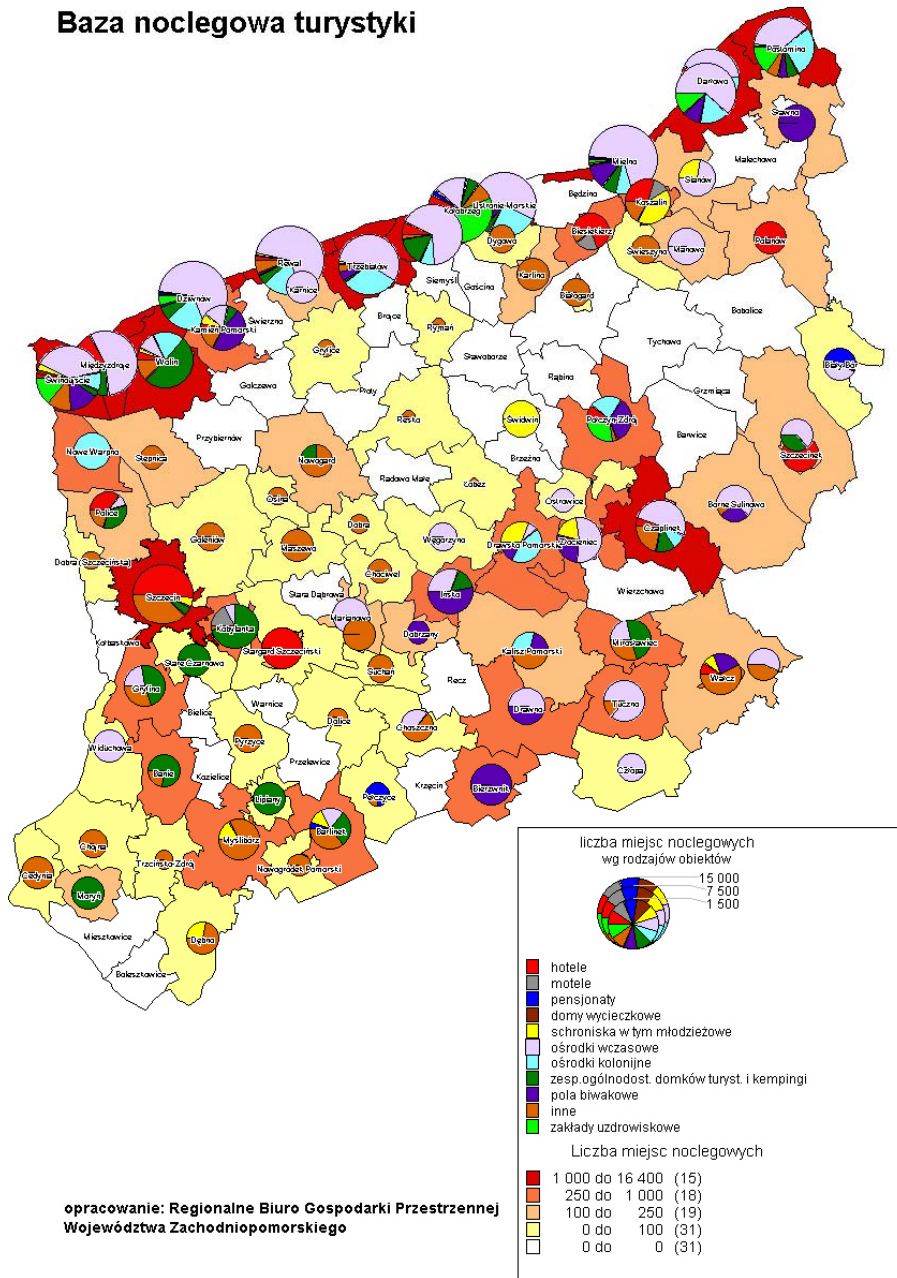 Baza noclegowa turystyki
Postomino
Darłowo
Sławno
Malechowo
Mielno
Sianów
Będzino
Koszalin
Kołobrzeg
Ustronie Morskie
Dygowo
Biesiekierz
Świeszyno
Manowo
Polanów
Rewal
Karnice
Trzebiatów
Siemyśl
Gościno
Karlino
Białogard
Bobolice
Dziwnów
Kamień Pomorski
Świerzno
Brojce
Rymań
Sławoborze
Tychowo
Gryfice
Rąbino
Grzmiąca
Biały Bór
Świnoujście
Międzyzdroje
Wolin
Golczewo
Płoty
Resko
Świdwin
Połczyn Zdrój
Barwice
Szczecinek
Nowe Warpno
Stepnica
Przybiernów
Nowogard
Radowo Małe
Brzeżno
Łobez
Ostrowice
Borne Sulinowo
Police
Osina
Dobra
Węgorzyno
Drawsko Pomorskie
Złocieniec
Czaplinek
Goleniów
Maszewo
Dobra (Szczecińska)
Chociwel
Szczecin
Stara Dąbrowa
Ińsko
Wierzchowo
Kołbaskowo
Kobylanka
Marianowo
Dobrzany
Mirosławiec
Stargard Szczeciński
Kalisz Pomorski
Stare Czarnowo
Suchań
Recz
Wałcz
Gryfino
Bielice
Warnice
Dolice
Drawno
Tuczno
Widuchowa
Pyrzyce
Choszczno
Banie
Kozielice
Przelewice
Krzęcin
Człopa
Lipiany
Pełczyce
Bierzwnik
Chojna
Myślibórz
Barlinek
Cedynia
Trzcińsko-Zdrój
Nowogródek Pomorski
Moryń
Mieszkowice
Dębno
Boleszkowice
liczba miejsc noclegowych
wg rodzajów obiektów
15 000
7 500
1 500
hotele
motele
pensjonaty
domy wycieczkowe
schroniska w tym młodzieżowe
ośrodki wczasowe
ośrodki kolonijne
zesp.ogólnodost. domków turyst. i kempingi
pola biwakowe
inne
zakłady uzdrowiskowe
Liczba miejsc noclegowych
1 000 do 16 400 (15)
250 do 1 000 (18)
100 do 250 (19)
0 do 100 (31)
0 do 0 (31)
opracowanie: Regionalne Biuro Gospodarki Przestrzennej
Województwa Zachodniopomorskiego